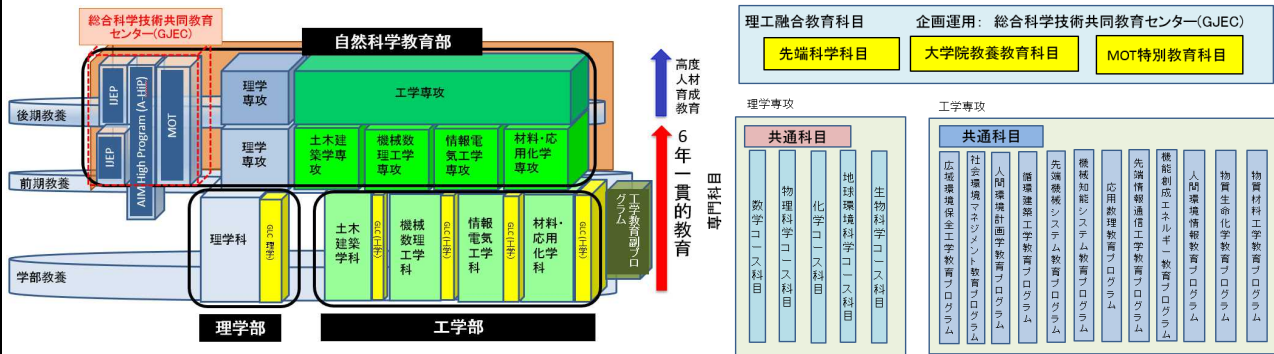 総合科学技術共同教育
センター(GJEC)
自然科学教育部
IJEP
IJEP
AIM High Program (A-HiP)
MOT
理学
専攻
工学専攻
理学
専攻
土木建
築学専
攻
機械数
理工学
専攻
情報電
気工学
専攻
材料・応
用化学
専攻
後期教養
前期教養
学部教養
理学科
GLC(理学)
土木
建築
学科
GLC(工学)
機械
数理
工学
科
GLC(工学)
情報
電気
工学
科
GLC(工学)
材料・
応用
化学
科
GLC(工学)
工学教育副プロ
グラム
理学部
工学部
高度
人材
育成
教育
6年一貫的教育
専門科目
理工融合教育科目
企画運用: 総合科学技術共同教育センター(GJEC)
先端科学科目
大学院教養教育科目
MOT特別教育科目
理学専攻
共通科目
数学コース科目
物理科学コース科目
化学コース科目
地球環境科学コース科目
生物科学コース科目
工学専攻
共通科目
広域環境保全工学教育プログラム
社会環境マネジメント教育プログラム
人間環境計画学教育プログラム
循環建築工学教育プログラム
先端機械システム教育プログラム
機械知能システム教育プログラム
応用数理教育プログラム
先端情報通信工学教育プログラム
機能創成エネルギー教育プログラム
人間環境情報教育プログラム
物質生命化学教育プログラム
物質材料工学教育プログラム